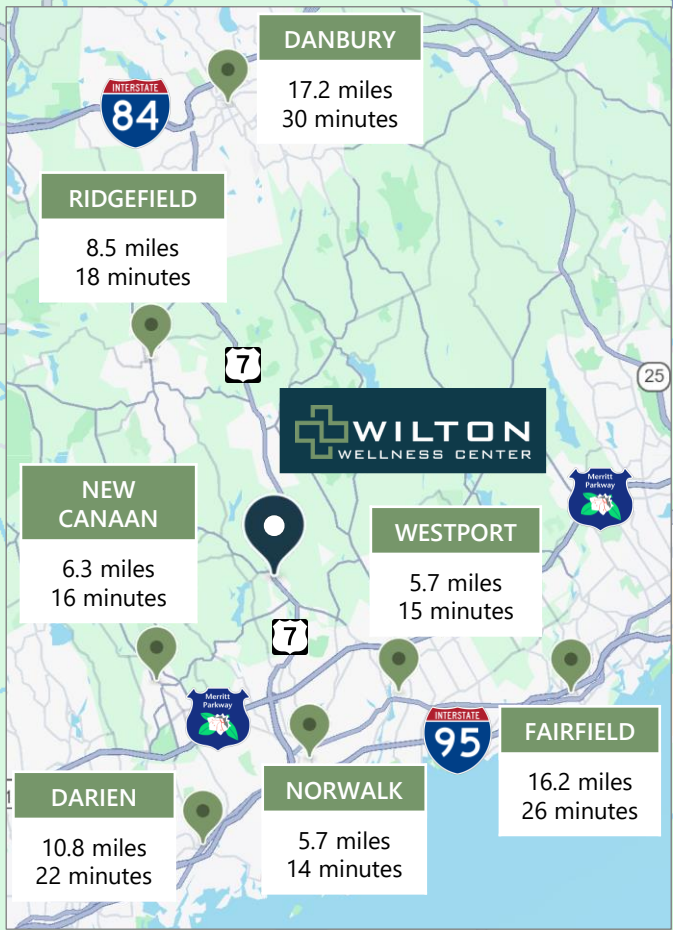 DANBURY
17.2 miles
30 minutes
INTERSTATE
84
RIDGEFIELD
8.5 miles
18 minutes
7
25
WILTON
WELLNESS CENTER
Merritt
Parkway
NEW
CANAAN
6.3 miles
16 minutes
WESTPORT
5.7 miles
15 minutes
7
Merritt
Parkway
INTERSTATE
95
FAIRFIELD
16.2 miles
26 minutes
DARIEN
10.8 miles
22 minutes
NORWALK
5.7 miles
14 minutes
1